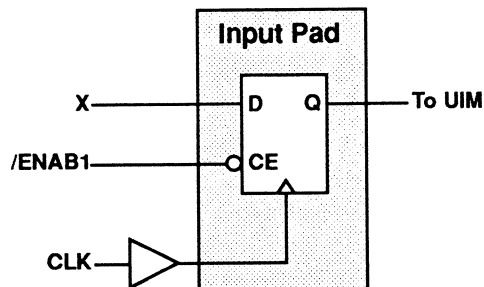 Input Pad
X
D
Q
To UIM
/ENAB1
CE
CLK